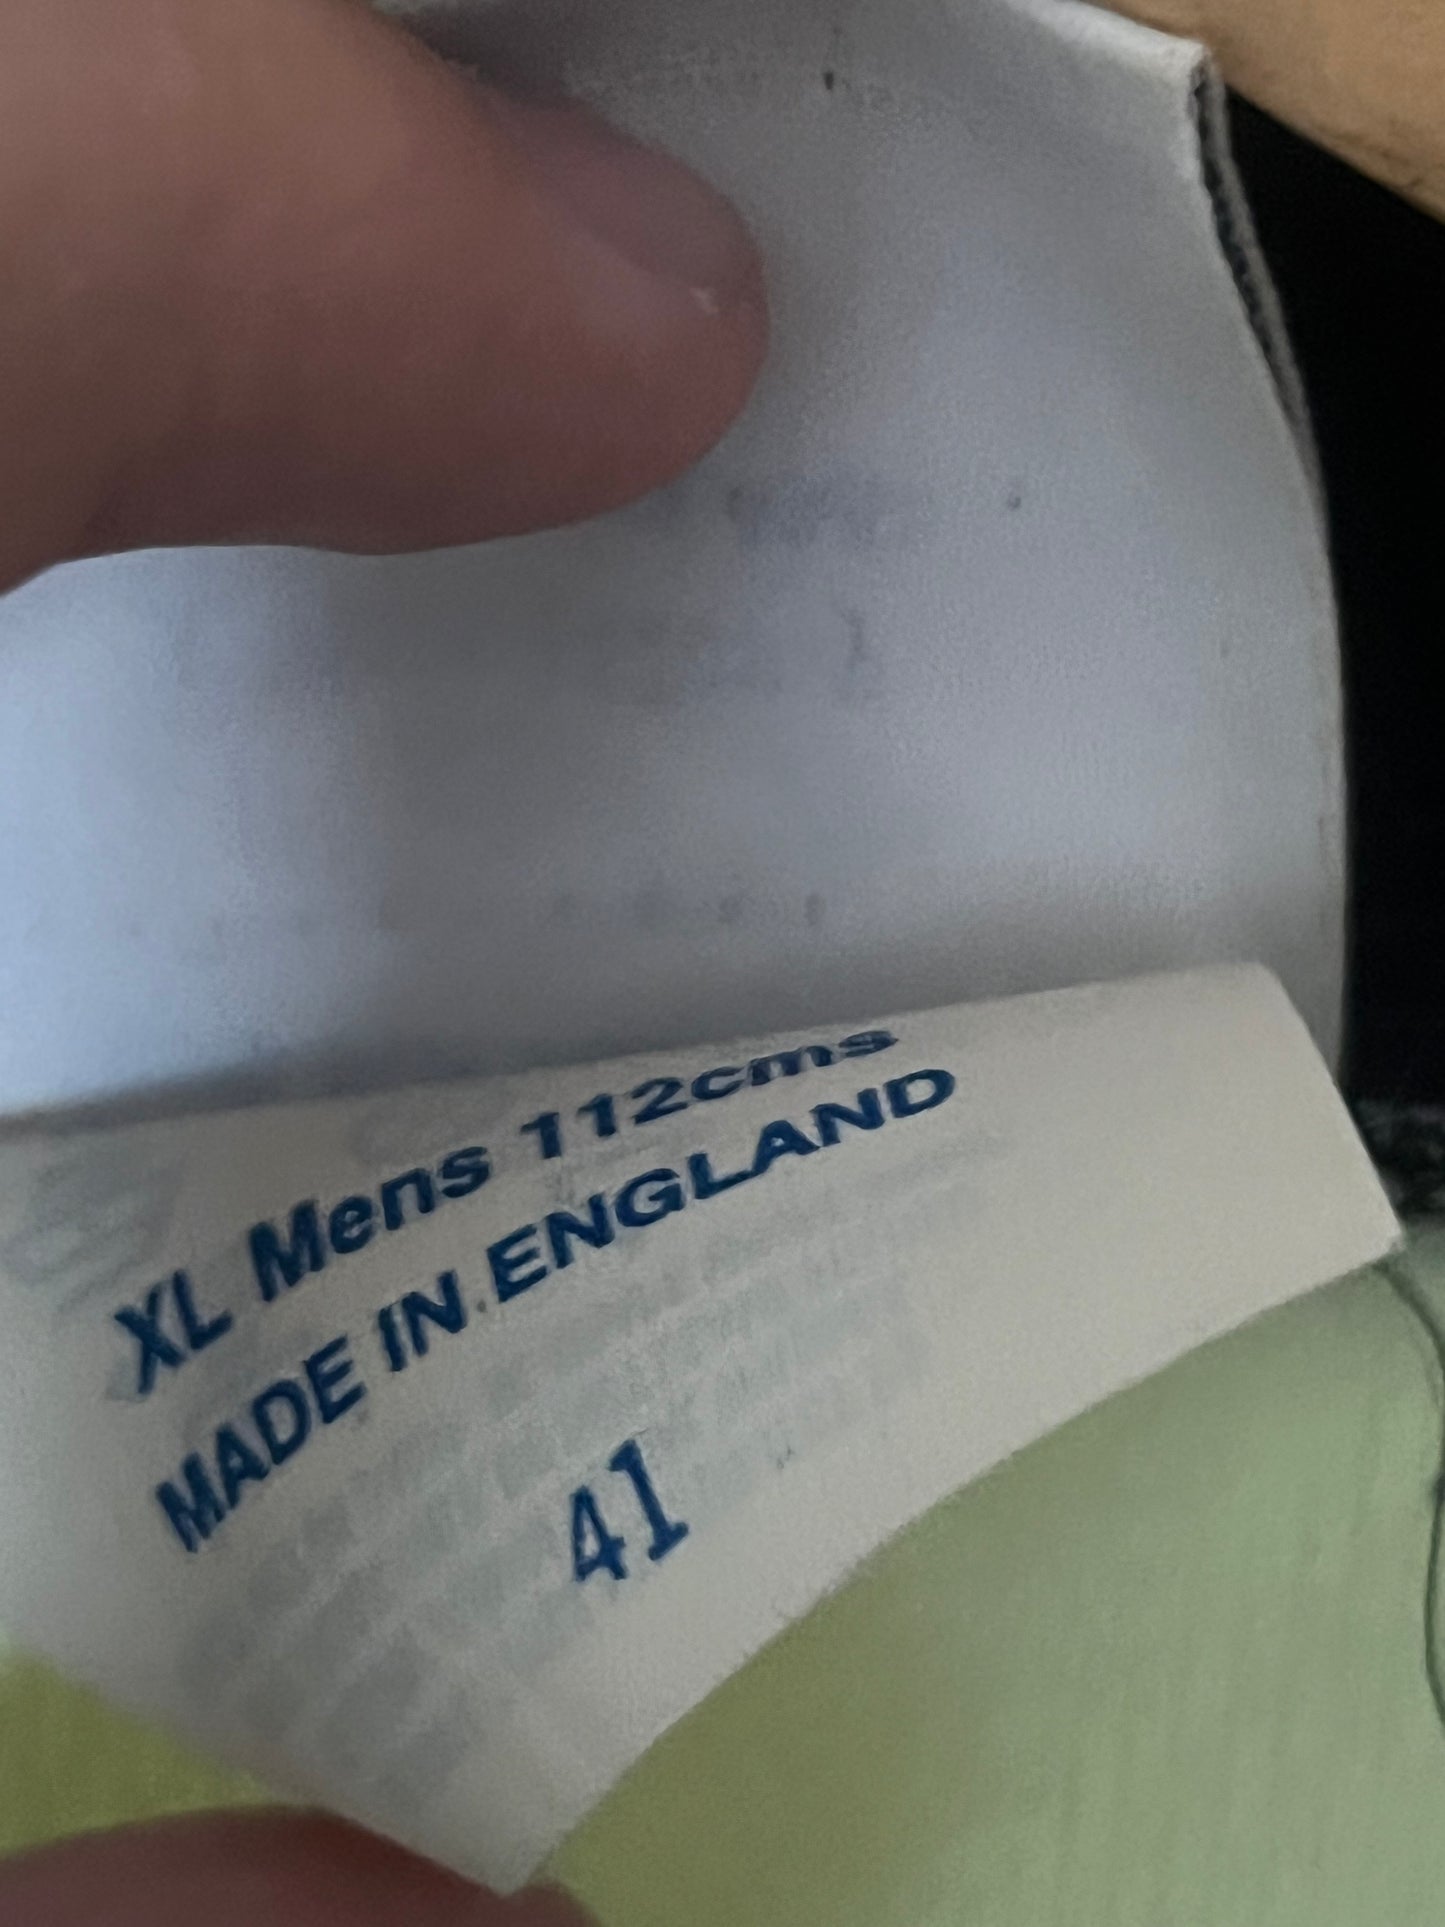 XL Mens 112cms
MADE IN ENGLAND
41